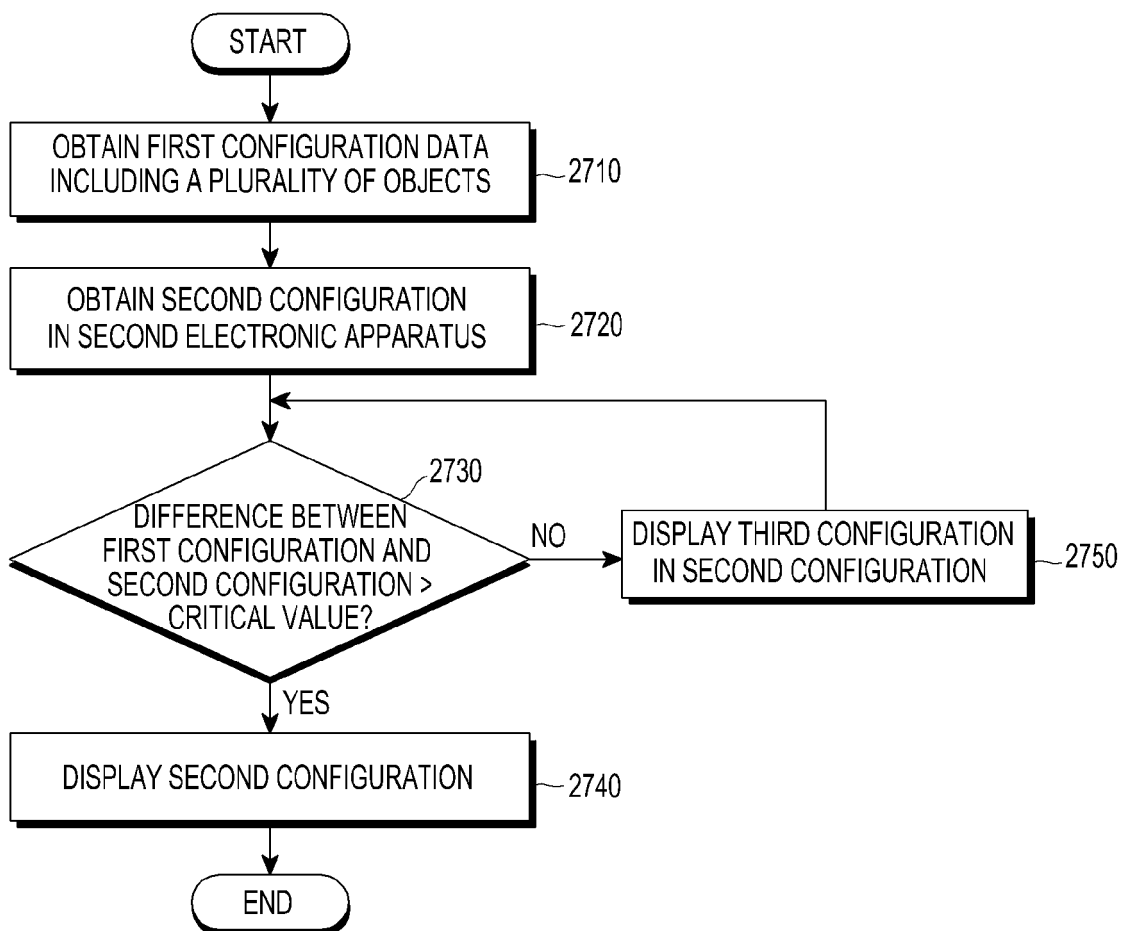 START
OBTAIN FIRST CONFIGURATION DATA
INCLUDING A PLURALITY OF OBJECTS
2710
OBTAIN SECOND CONFIGURATION
IN SECOND ELECTRONIC APPARATUS
2720
2730
DIFFERENCE BETWEEN
FIRST CONFIGURATION AND
SECOND CONFIGURATION >
CRITICAL VALUE?
NO
DISPLAY THIRD CONFIGURATION
IN SECOND CONFIGURATION
2750
YES
DISPLAY SECOND CONFIGURATION
2740
END